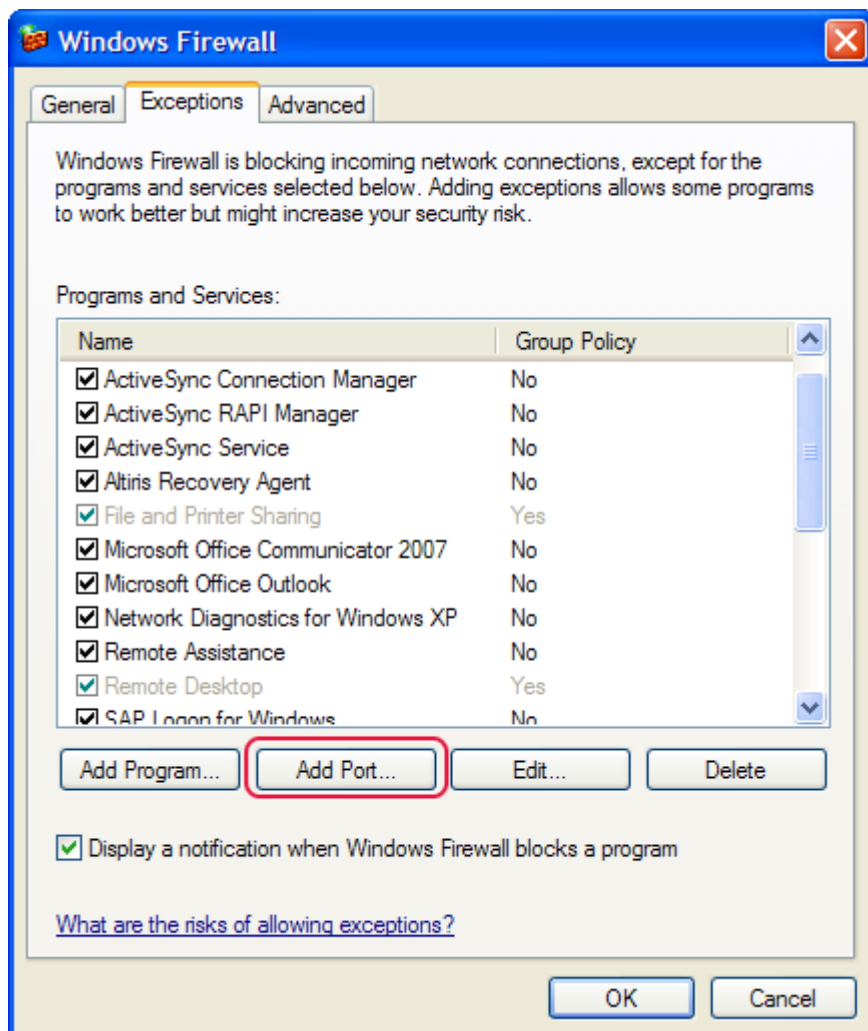 Windows Firewall
General Exceptions Advanced
Windows Firewall is blocking incoming network connections, except for the
programs and services selected below. Adding exceptions allows some programs
to work better but might increase your security risk.
Programs and Services:
Name Group Policy
ActiveSync Connection Manager No
ActiveSync RAPI Manager No
ActiveSync Service No
Altiris Recovery Agent No
File and Printer Sharing Yes
Microsoft Office Communicator 2007 No
Microsoft Office Outlook No
Network Diagnostics for Windows XP No
Remote Assistance No
Remote Desktop Yes
SAP Logon for Windows No
Add Program... Add Port... Edit... Delete
Display a notification when Windows Firewall blocks a program
What are the risks of allowing exceptions?
OK Cancel